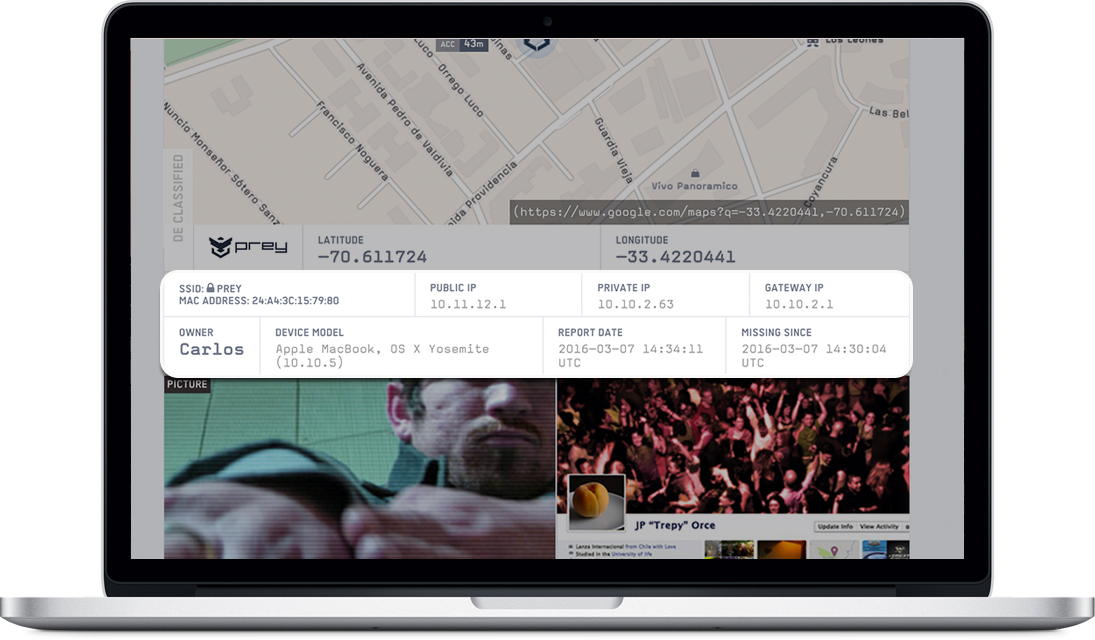 ACC 43m
Los Leones
Luco
Orrego Luco
Avenida Pedro de Valdivia
Francisco Noguera
Nuncio Monseñor Sótero Sanz
Guardia Vieja
Las Bel
Vivo Panoramico
Coyancura
ida Providencia
(https://www.google.com/maps?q=-33.4220441,-70.611724)
DE CLASSIFIED
prey
LATITUDE
-70.611724
LONGITUDE
-33.4220441
SSID: PREY
MAC ADDRESS: 24:A4:3C:15:79:80
PUBLIC IP
10.11.12.1
PRIVATE IP
10.10.2.63
GATEWAY IP
10.10.2.1
OWNER
Carlos
DEVICE MODEL
Apple MacBook, OS X Yosemite
(10.10.5)
REPORT DATE
2016-03-07 14:34:11
UTC
MISSING SINCE
2016-03-07 14:30:04
UTC
PICTURE
JP “Trepy” Orce
Update Info
View Activity
Lanza Internacional from Chile with Love
Studied in the University of life